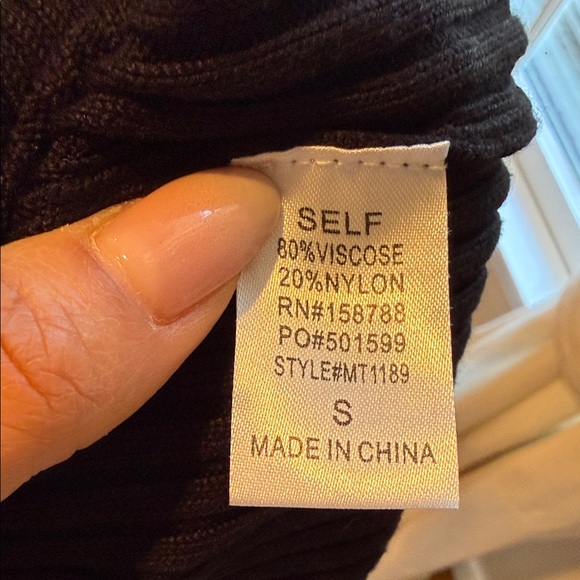 SELF
80%VISCOSE
20%NYLON
RN#158788
PO#501599
STYLE#MT1189
S
MADE IN CHINA